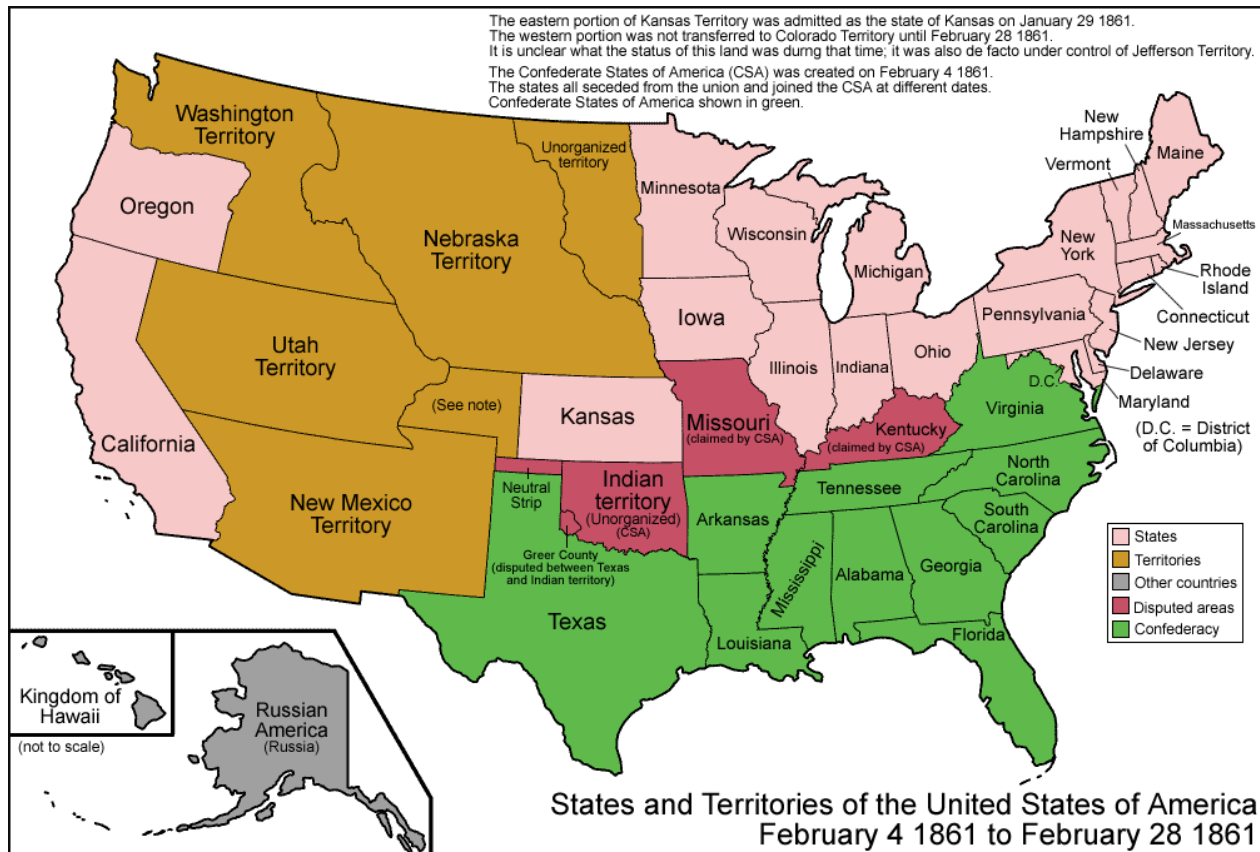 The eastern portion of Kansas Territory was admitted as the state of Kansas on January 29 1861.
The western portion was not transferred to Colorado Territory until February 28 1861.
It is unclear what the status of this land was durng that time; it was also de facto under control of Jefferson Territory.
The Confederate States of America (CSA) was created on February 4 1861.
The states all seceded from the union and joined the CSA at different dates.
Confederate States of America shown in green.
Washington
Territory
Oregon
California
Nebraska
Territory
Unorganized
territory
Utah
Territory
(See note)
New Mexico
Territory
Minnesota
Wisconsin
Michigan
Iowa
Illinois
Indiana
Ohio
Kansas
Missouri
(claimed by CSA)
Kentucky
(claimed by CSA)
New
Hampshire
Vermont
Maine
Massachusetts
New
York
Rhode
Island
Connecticut
Pennsylvania
New Jersey
Delaware
Maryland
D.C.
(D.C. = District
of Columbia)
Virginia
North
Carolina
South
Carolina
Tennessee
Neutral
Strip
Indian
territory
(Unorganized)
(CSA)
Greer County
(disputed between Texas
and Indian territory)
Arkansas
Mississippi
Alabama
Georgia
Florida
Louisiana
Texas
States
Territories
Other countries
Disputed areas
Confederacy
Kingdom of
Hawaii
(not to scale)
Russian
America
(Russia)
States and Territories of the United States of America
February 4 1861 to February 28 1861